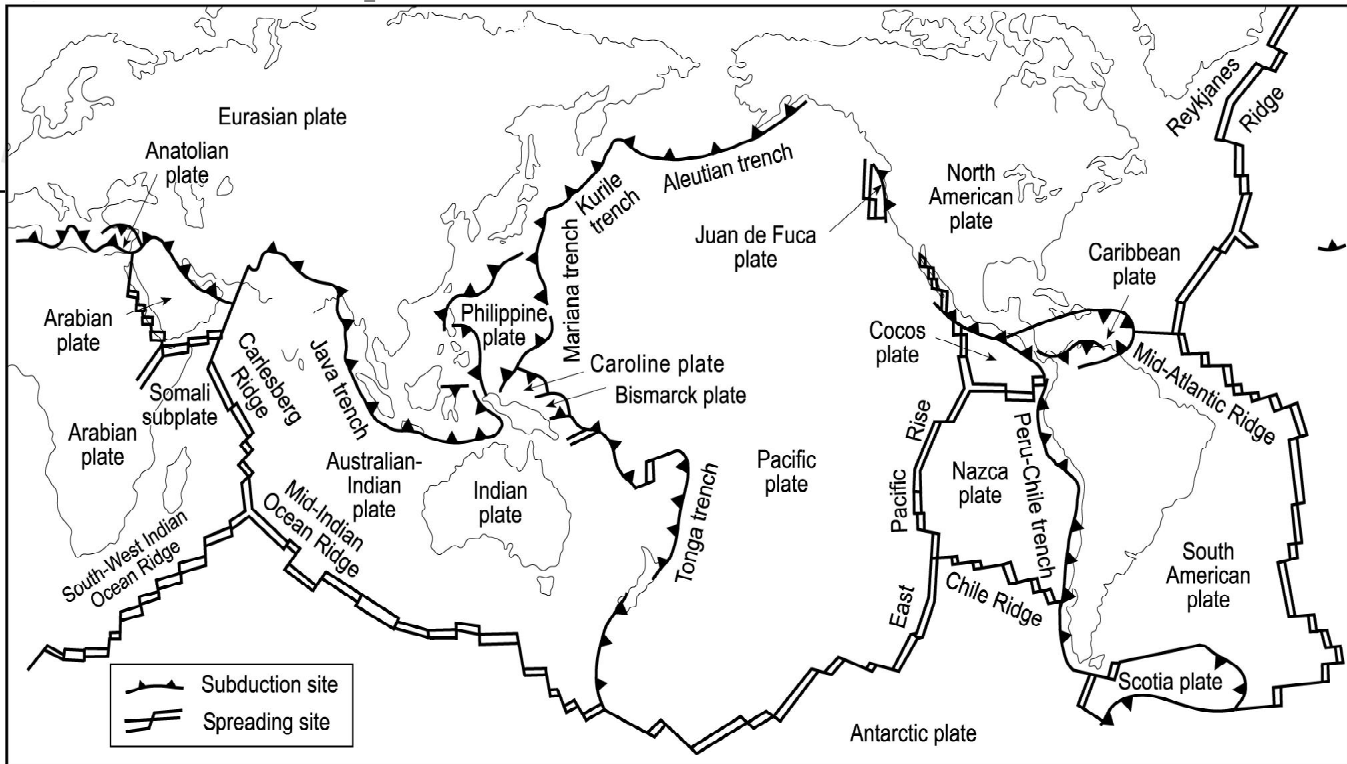 Eurasian plate
Anatolian
plate
Arabian
plate
Somali
subplate
Arabian
plate
Carlesberg
Ridge
South-West Indian
Ocean Ridge
Mid-Indian
Ocean Ridge
Java trench
Australian-
Indian
plate
Indian
plate
Philippine
plate
Mariana trench
Kurile
trench
Aleutian trench
Caroline plate
Bismarck plate
Tonga trench
Pacific
plate
Juan de Fuca
plate
North
American
plate
Reykjanes
Ridge
Caribbean
plate
Cocos
plate
Mid-Atlantic Ridge
East Pacific Rise
Nazca
plate
Peru-Chile trench
Chile Ridge
South
American
plate
Scotia plate
Antarctic plate
Subduction site
Spreading site